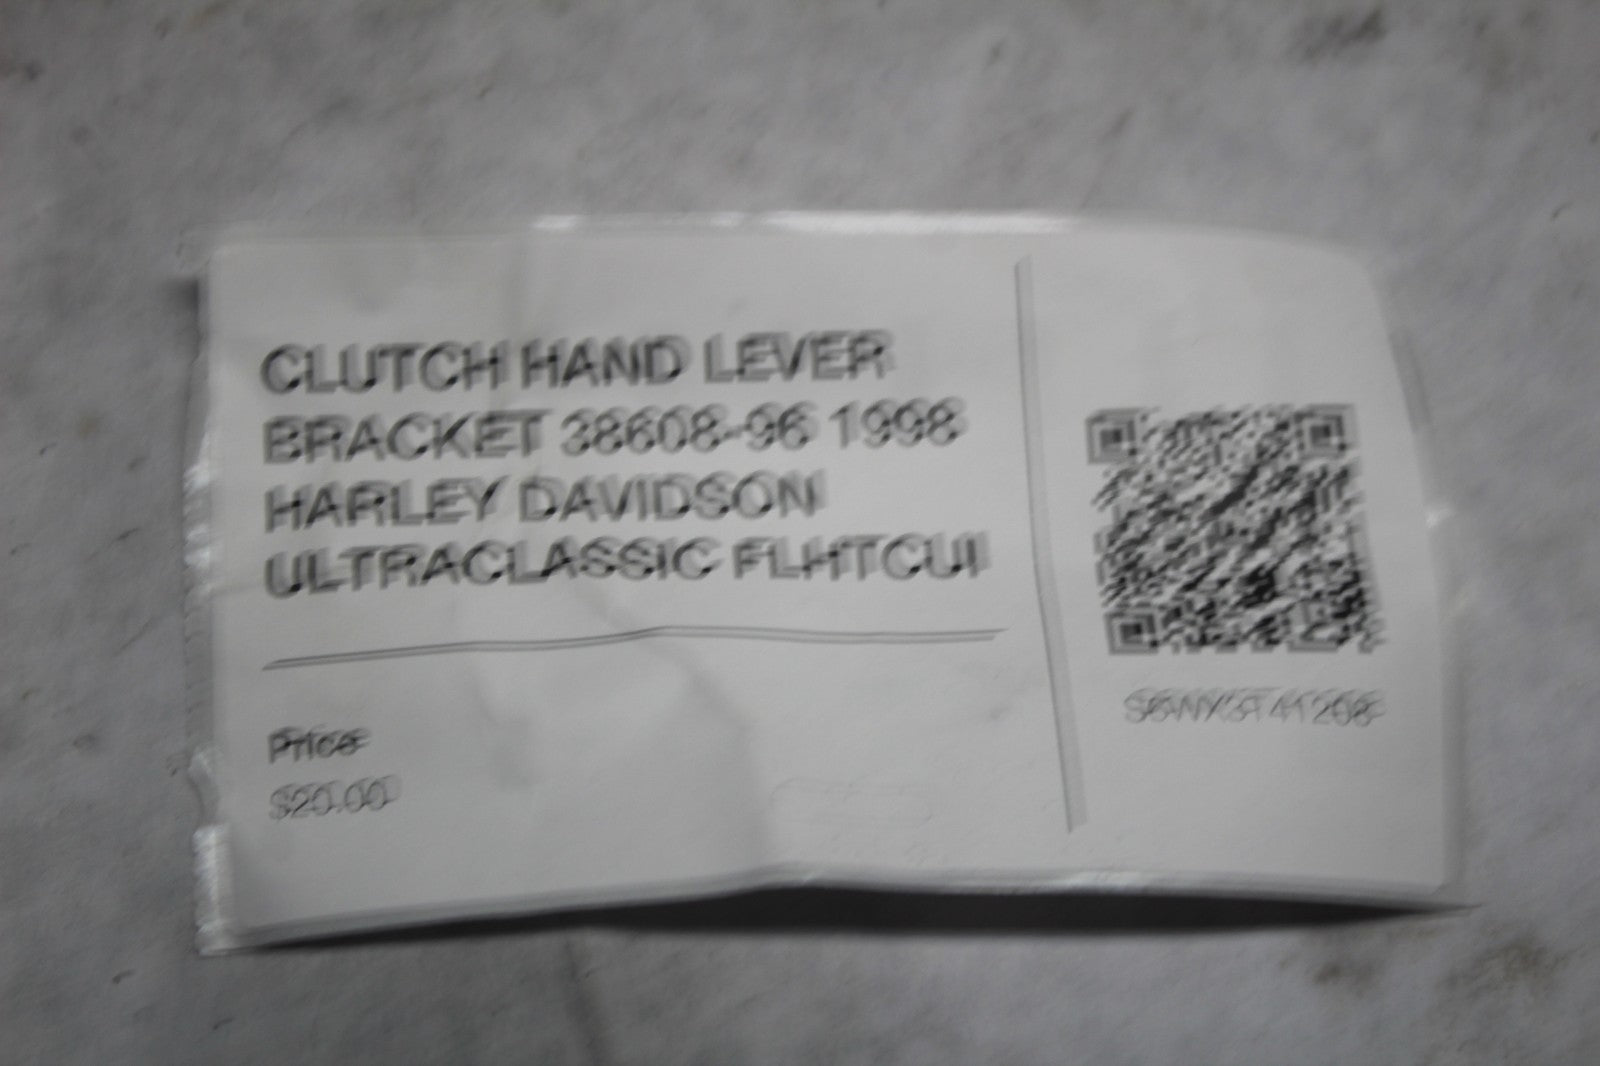 CLUTCH HAND LEVER
BRACKET 38608-96 1998
HARLEY DAVIDSON
ULTRACLASSIC FLHTCUI
Price
$20.00